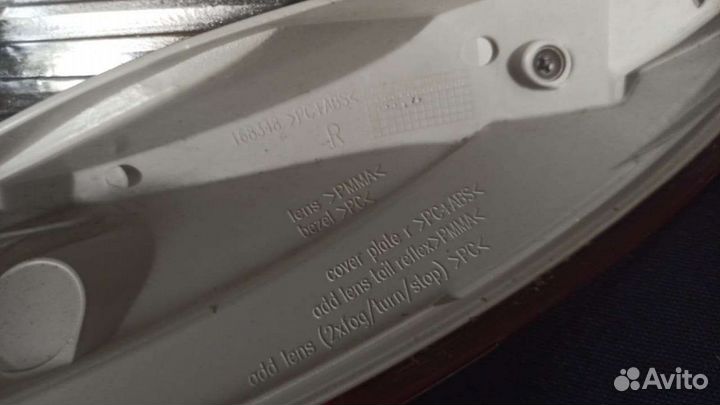 168348 >PC+ABS<
R
lens >PMMA<
bezel >PC<
cover plate r >PC+ABS<
add lens tail reflex>PMMA<
add lens (2xfog/turn/stop) >PC<
Avito